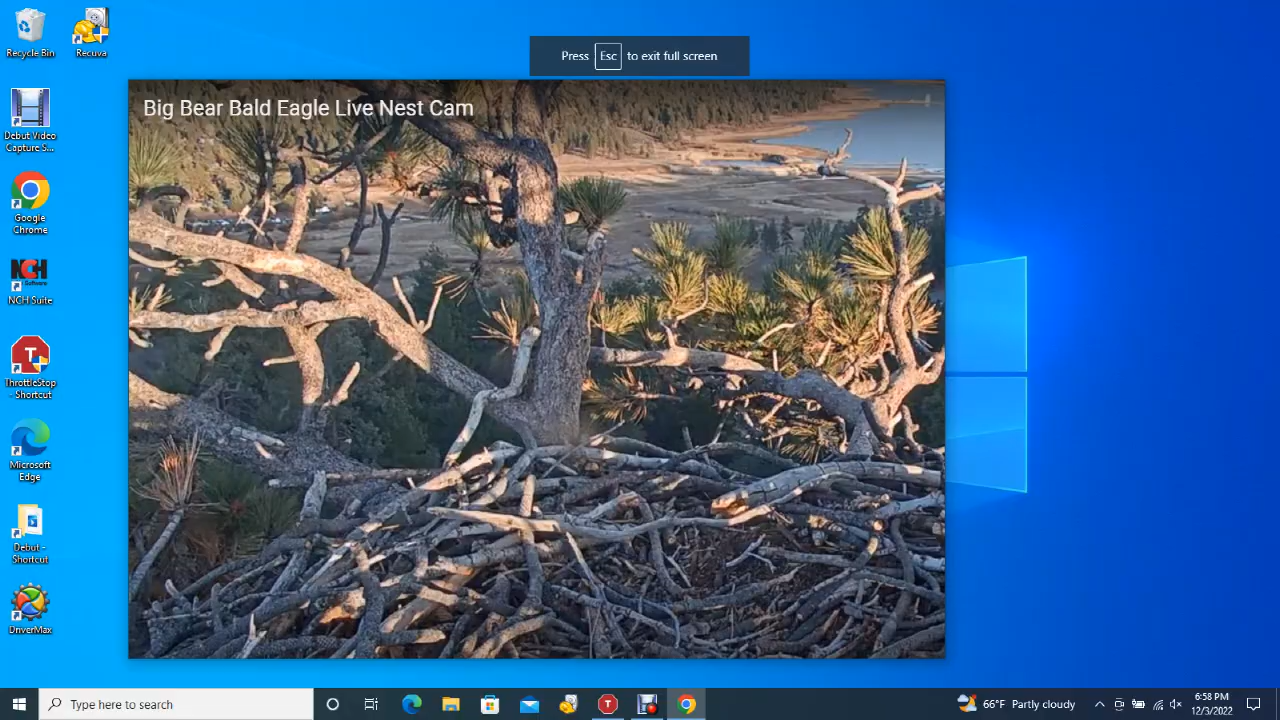 Recycle Bin
Recuva
Debut Video
Capture S...
Google
Chrome
NCH
Software
NCH Suite
T
ThrottleStop
- Shortcut
Microsoft
Edge
Debut -
Shortcut
DriverMax
Press Esc to exit full screen
Big Bear Bald Eagle Live Nest Cam
Type here to search
T
66°F Partly cloudy
6:58 PM
12/3/2022